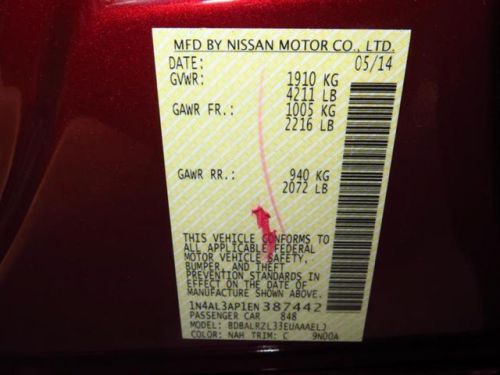 MFD BY NISSAN MOTOR CO., LTD.
DATE: 05/14
GVWR: 1910 KG
4211 LB
GAWR FR.: 1005 KG
2216 LB
GAWR RR.: 940 KG
2072 LB
THIS VEHICLE CONFORMS TO
ALL APPLICABLE FEDERAL
MOTOR VEHICLE SAFETY,
BUMPER, AND THEFT
PREVENTION STANDARDS IN
EFFECT ON THE DATE OF
MANUFACTURE SHOWN ABOVE.
1N4AL3AP1EN387442
PASSENGER CAR 848
MODEL: BDBALRZL33EUAAAELJ
COLOR: NAH TRIM: C 9N00A